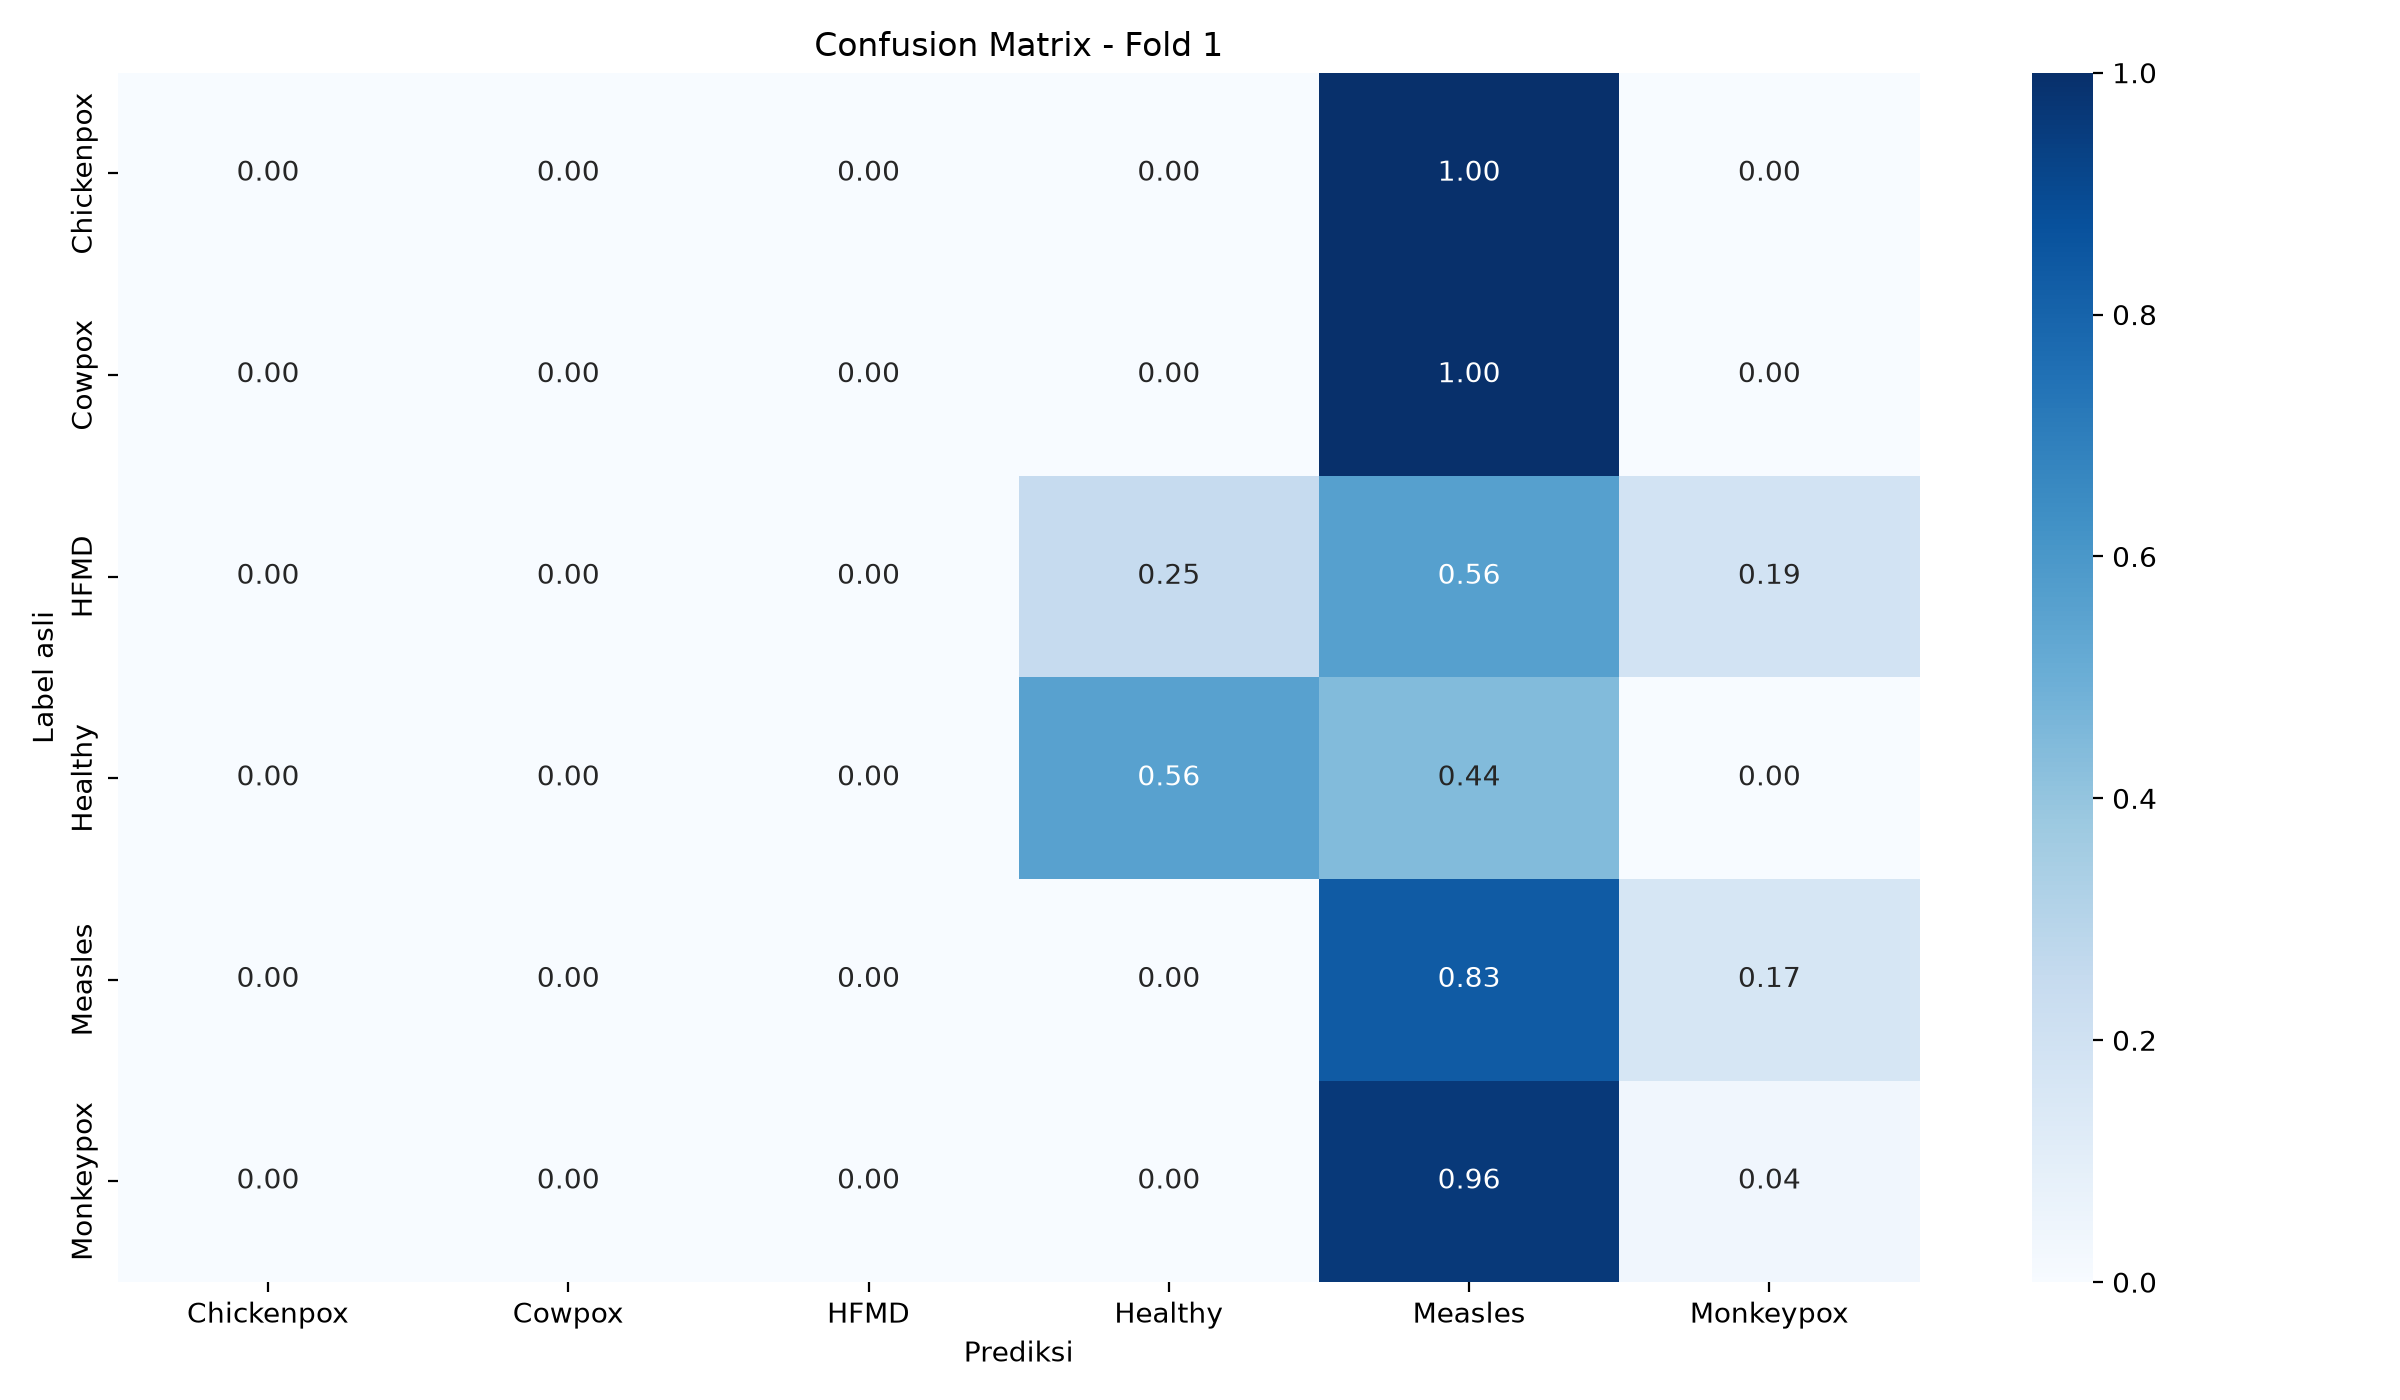 Confusion Matrix - Fold 1
Label asli
Chickenpox 0.00 0.00 0.00 0.00 1.00 0.00
Cowpox 0.00 0.00 0.00 0.00 1.00 0.00
HFMD 0.00 0.00 0.00 0.25 0.56 0.19
Healthy 0.00 0.00 0.00 0.56 0.44 0.00
Measles 0.00 0.00 0.00 0.00 0.83 0.17
Monkeypox 0.00 0.00 0.00 0.00 0.96 0.04
Chickenpox Cowpox HFMD Healthy Measles Monkeypox
Prediksi
1.0
0.8
0.6
0.4
0.2
0.0